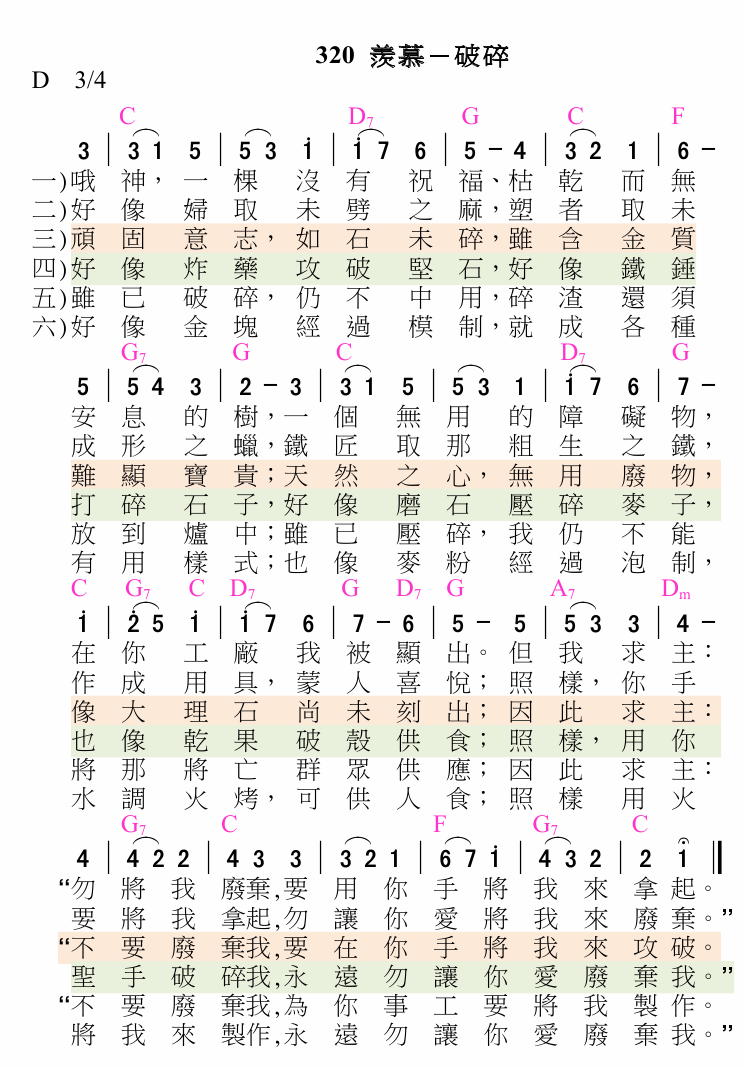 320 羨慕－破碎
D 3/4
C D7 G C F
3 | 3 1 5 | 5 3 i | i 7 6 | 5 - 4 | 3 2 1 | 6 -
一)哦神，一棵沒有祝福、枯乾而無
二)好像婦取未劈之麻，塑者取未
三)頑固意志，如石未碎，雖含金質
四)好像炸藥攻破堅石，好像鐵錘
五)雖已破碎，仍不中用，碎渣還須
六)好像金塊經過模制，就成各種
G7 G C D7 G
5 | 5 4 3 | 2 - 3 | 3 1 5 | 5 3 1 | i 7 6 | 7 -
安息的樹，一個無用的障礙物，
成形之蠟，鐵匠取那粗生之鐵，
難顯寶貴；天然之心，無用廢物，
打碎石子，好像磨石壓碎麥子，
放到爐中；雖已壓碎，我仍不能
有用樣式；也像麥粉經過泡制，
C G7 C D7 G D7 G A7 Dm
i | 2̇ 5 i | i 7 6 | 7 - 6 | 5 - 5 | 5 3 3 | 4 -
在你工廠我被顯出。但我求主：
作成用具，蒙人喜悅；照樣，你手
像大理石尚未刻出；因此求主：
也像乾果破殼供食；照樣，用你
將那將亡群眾供應；因此求主：
水調火烤，可供人食；照樣用火
G7 C F G7 C
4 | 4 2 2 | 4 3 3 | 3 2 1 | 6 7 i | 4 3 2 | 2 i ‖
“勿將我廢棄,要用你手將我來拿起。
要將我拿起,勿讓你愛將我來廢棄。”
“不要廢棄我,要在你手將我來攻破。
聖手破碎我,永遠勿讓你愛廢棄我。”
“不要廢棄我,為你事工要將我製作。
將我來製作,永遠勿讓你愛廢棄我。”